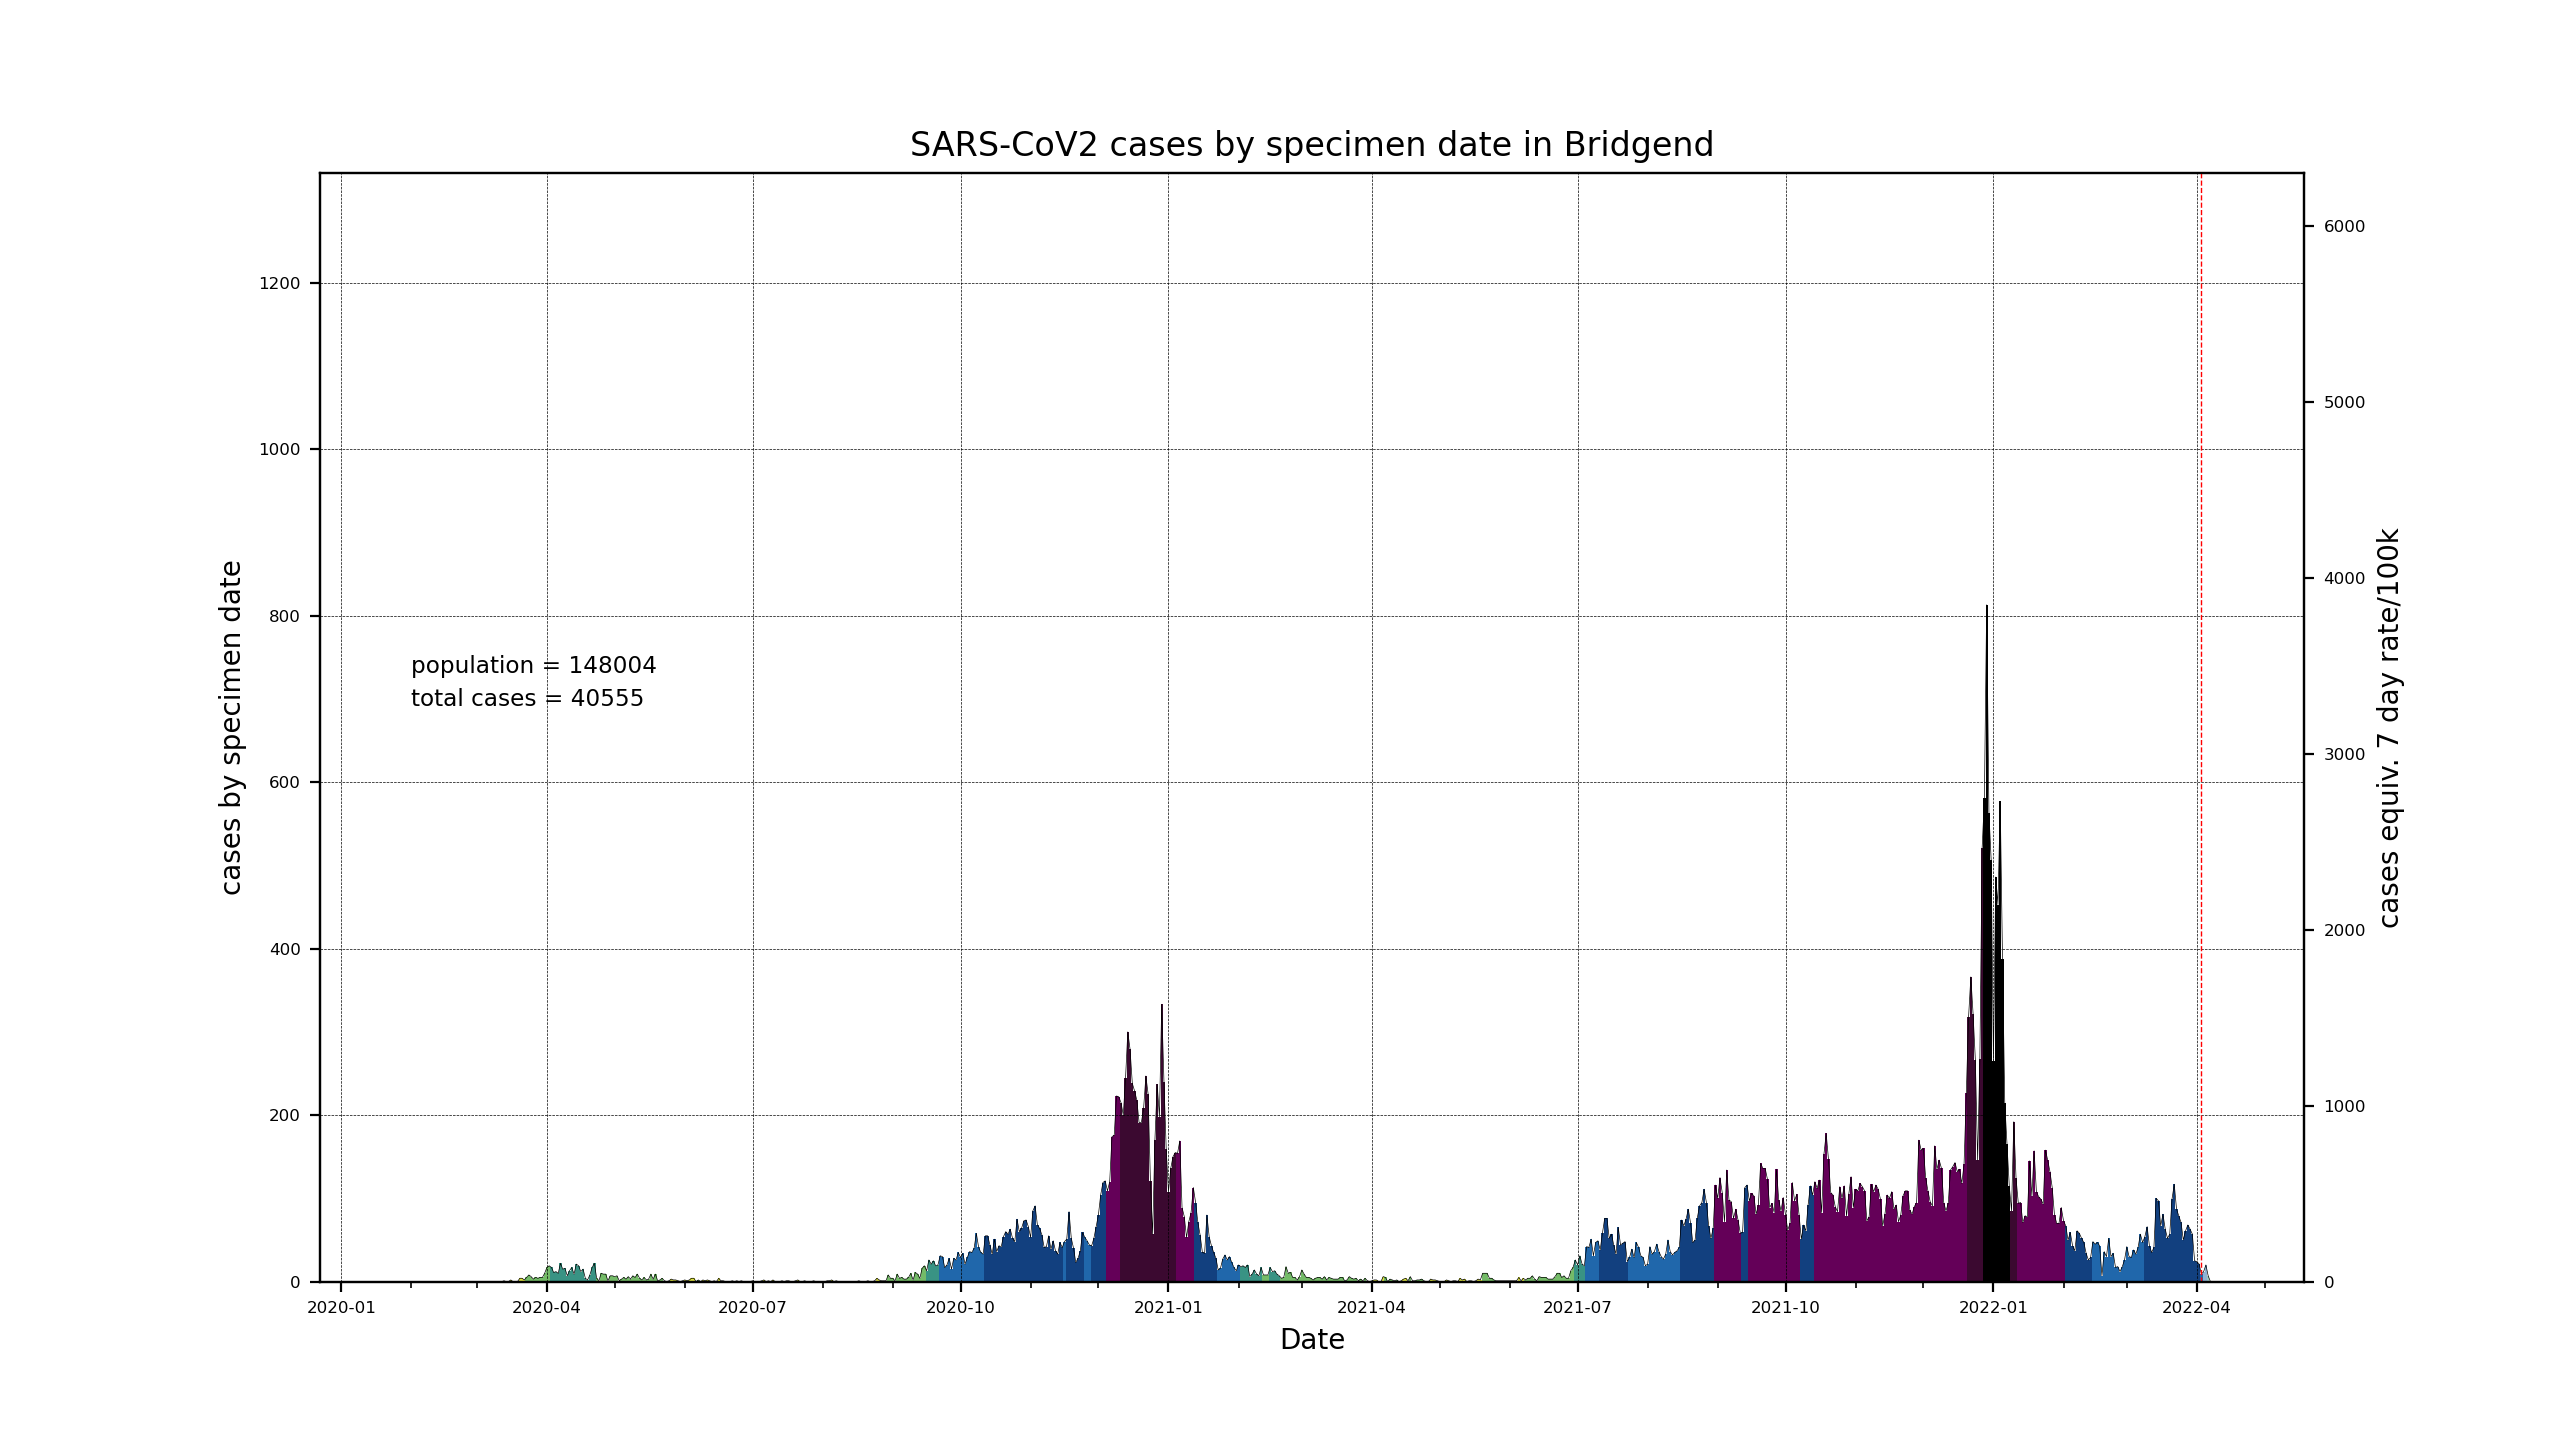 SARS-CoV2 cases by specimen date in Bridgend
cases by specimen date
1200
1000
800
600
400
200
0
population = 148004
total cases = 40555
6000
5000
4000
3000
2000
1000
0
cases equiv. 7 day rate/100k
2020-01 2020-04 2020-07 2020-10 2021-01 2021-04 2021-07 2021-10 2022-01 2022-04
Date